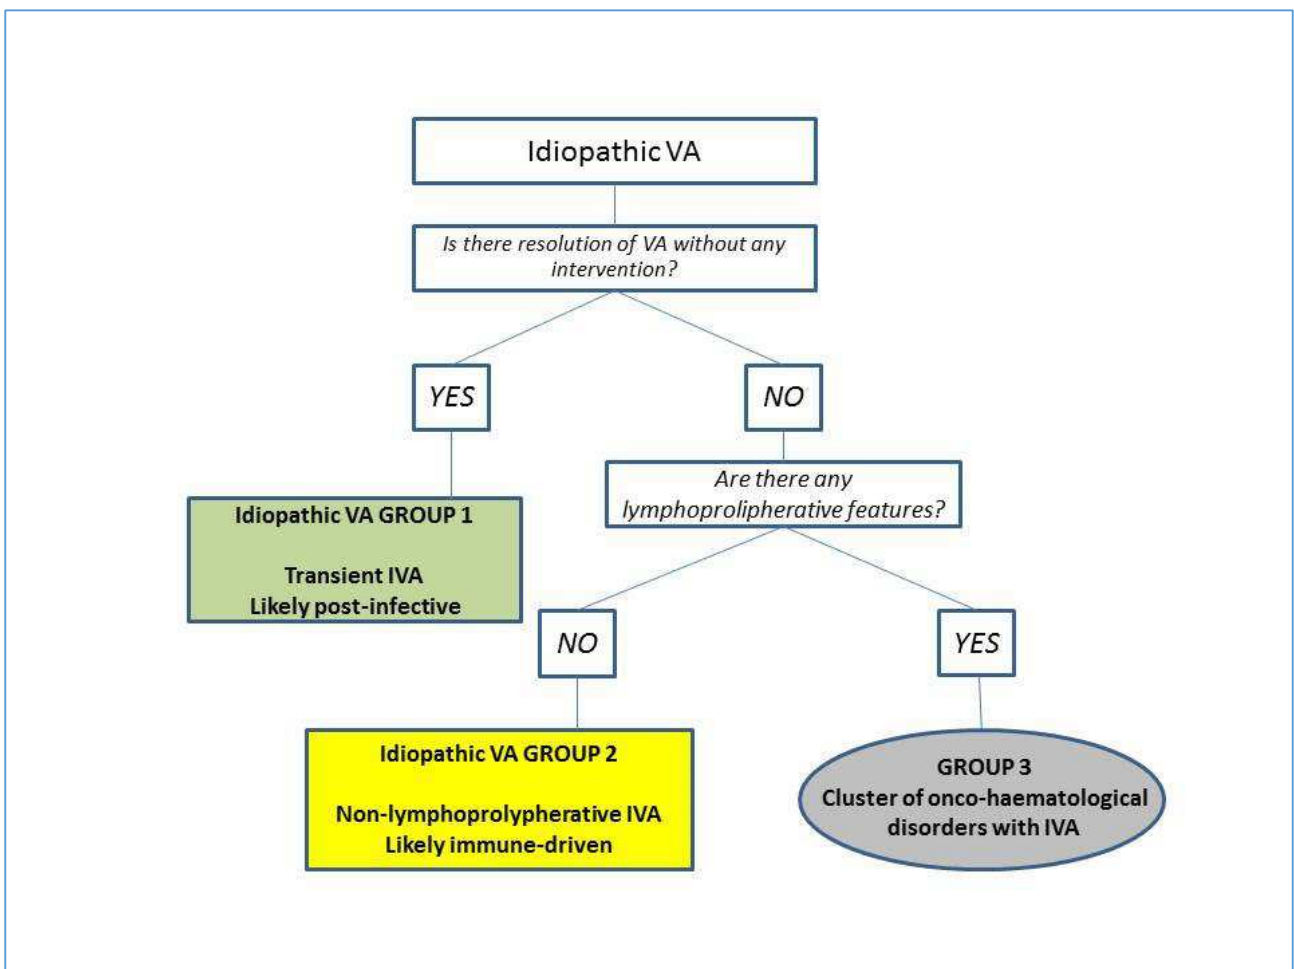 Idiopathic VA
Is there resolution of VA without any
intervention?
YES
NO
Are there any
lymphoprolipherative features?
Idiopathic VA GROUP 1
Transient IVA
Likely post-infective
NO
YES
Idiopathic VA GROUP 2
Non-lymphoprolypherative IVA
Likely immune-driven
GROUP 3
Cluster of onco-haematological
disorders with IVA